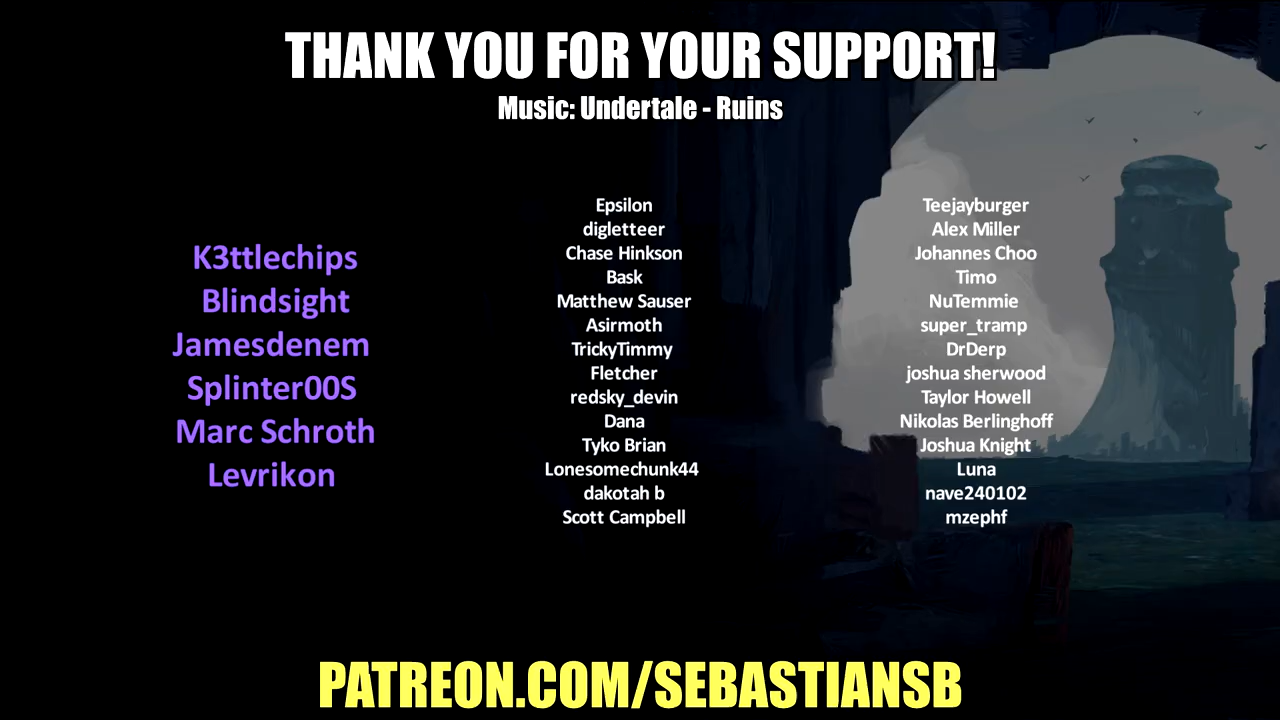 THANK YOU FOR YOUR SUPPORT!
Music: Undertale - Ruins
K3ttlechips
Blindsight
Jamesdenem
Splinter00S
Marc Schroth
Levrikon
Epsilon
digletteer
Chase Hinkson
Bask
Matthew Sauser
Asirmoth
TrickyTimmy
Fletcher
redsky_devin
Dana
Tyko Brian
Lonesomechunk44
dakotah b
Scott Campbell
Teejayburger
Alex Miller
Johannes Choo
Timo
NuTemmie
super_tramp
DrDerp
joshua sherwood
Taylor Howell
Nikolas Berlinghoff
Joshua Knight
Luna
nave240102
mzephf
PATREON.COM/SEBASTIANSB